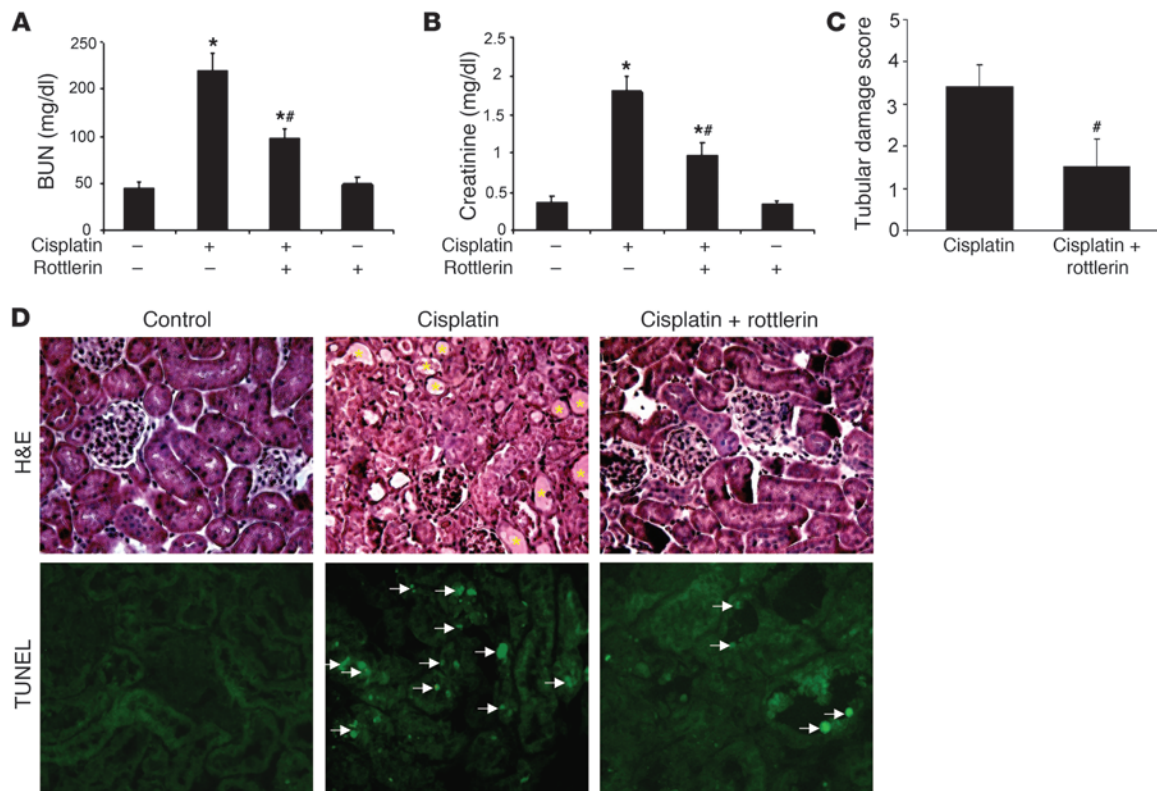 A
BUN (mg/dl)
250
200
100
50
0
*
*#
Cisplatin – + + –
Rottlerin – – + +
B
Creatinine (mg/dl)
2.5
2
1.5
1
0.5
0
*
*#
Cisplatin – + + –
Rottlerin – – + +
C
Tubular damage score
5
4
3
2
1
0
#
Cisplatin
Cisplatin +
rottlerin
D
Control
Cisplatin
Cisplatin + rottlerin
H&E
* * * * * * * * *
TUNEL